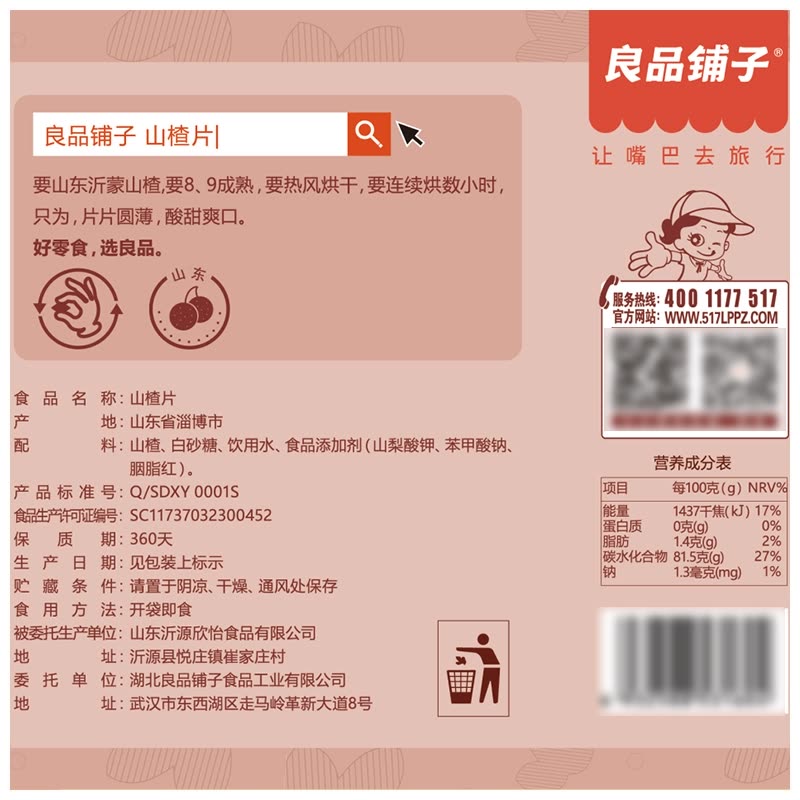 良品铺子®
让嘴巴去旅行
良品铺子 山楂片
要山东沂蒙山楂,要8、9成熟,要热风烘干,要连续烘数小时,
只为,片片圆薄,酸甜爽口。
好零食,选良品。
山东
服务热线: 400 1177 517
官方网站: WWW.517LPPZ.COM
食品名称: 山楂片
产地: 山东省淄博市
配料: 山楂、白砂糖、饮用水、食品添加剂(山梨酸钾、苯甲酸钠、
胭脂红)。
产品标准号: Q/SDXY 0001S
食品生产许可证编号: SC11737032300452
保质期: 360天
生产日期: 见包装上标示
贮藏条件: 请置于阴凉、干燥、通风处保存
食用方法: 开袋即食
被委托生产单位: 山东沂源欣怡食品有限公司
地址: 沂源县悦庄镇崔家庄村
委托单位: 湖北良品铺子食品工业有限公司
地址: 武汉市东西湖区走马岭革新大道8号
营养成分表
项目 每100克(g) NRV%
能量 1437千焦(kJ) 17%
蛋白质 0克(g) 0%
脂肪 1.4克(g) 2%
碳水化合物 81.5克(g) 27%
钠 1.3毫克(mg) 1%